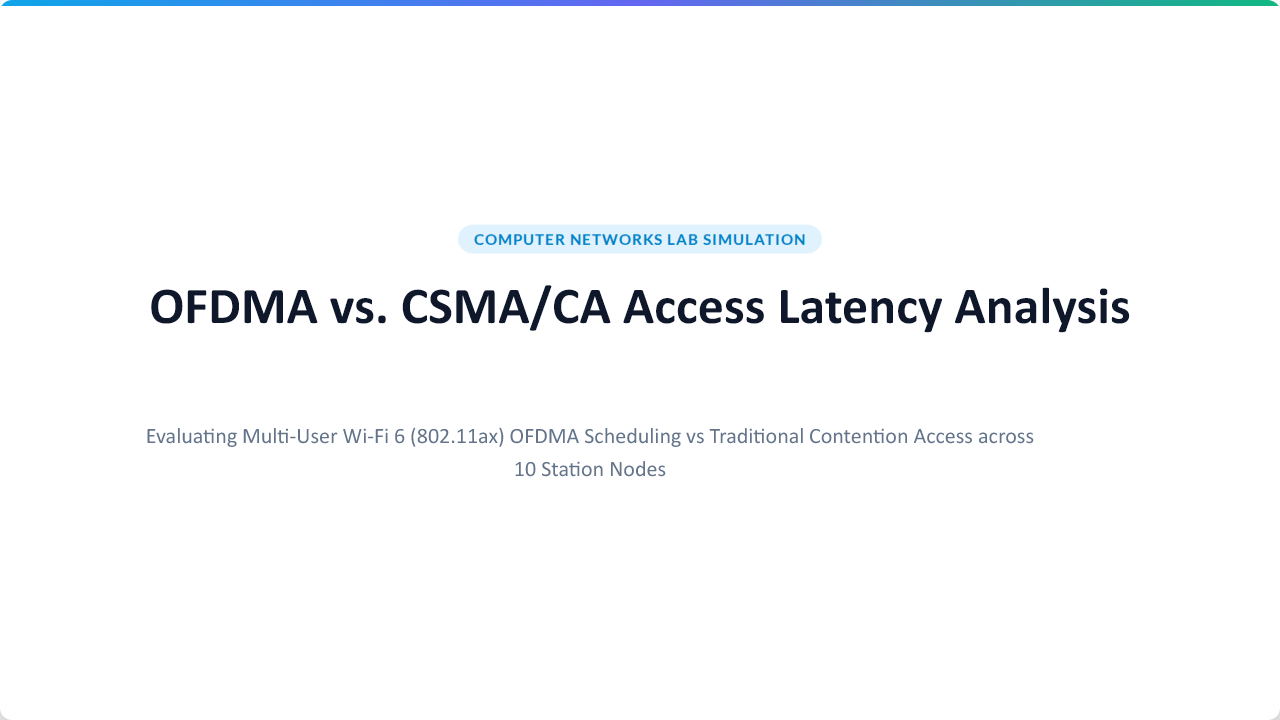 COMPUTER NETWORKS LAB SIMULATION
OFDMA vs. CSMA/CA Access Latency Analysis
Evaluating Multi-User Wi-Fi 6 (802.11ax) OFDMA Scheduling vs Traditional Contention Access across
10 Station Nodes